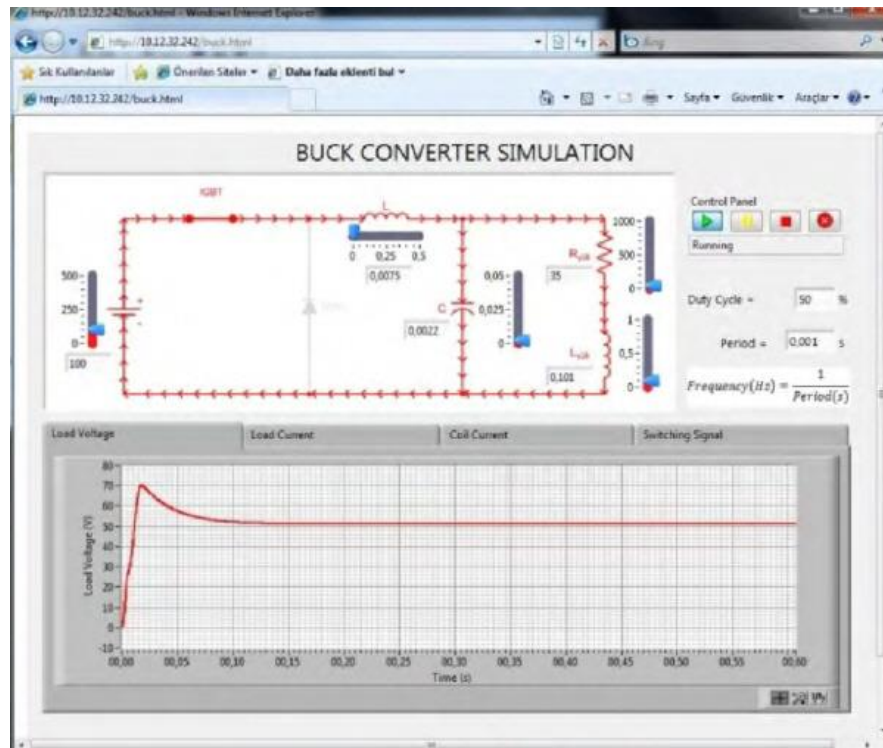 http://10.12.32.242/buck.html - Windows Internet Explorer
http://10.12.32.242/buck.html
Bing
Sık Kullanılanlar
Önerilen Siteler
Daha fazla eklenti bul
http://10.12.32.242/buck.html
Sayfa
Güvenlik
Araçlar
BUCK CONVERTER SIMULATION
IGBT
L
0 0,25 0,5
0,0075
500
250
0
+
-
100
C
0,0022
0,05
0,025
0
1000
500
0
35
1
0,5
0
0,101
Control Panel
Running
Duty Cycle = 50 %
Period = 0,001 s
Frequency(Hz) = 1
Period(s)
Load Voltage
Load Current
Coil Current
Switching Signal
Load Voltage (V)
80
70
60
50
40
30
20
10
0
-10
00,00 00,05 00,10 00,15 00,20 00,25 00,30 00,35 00,40 00,45 00,50 00,55 00,60
Time (s)